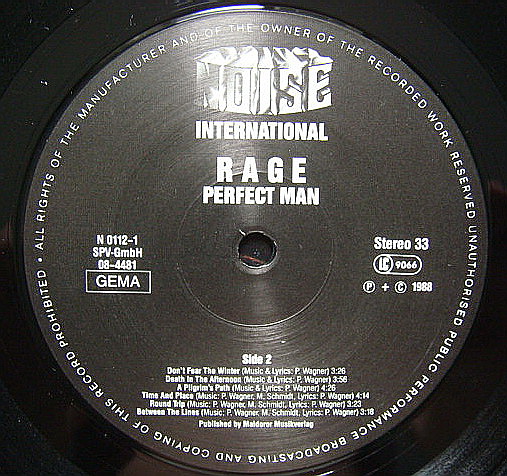 • ALL RIGHTS OF THE MANUFACTURER AND OF THE OWNER OF THE RECORDED WORK RESERVED UNAUTHORISED PUBLIC PERFORMANCE BROADCASTING AND COPYING OF THIS RECORD PROHIBITED
NOISE
INTERNATIONAL
RAGE
PERFECT MAN
N 0112-1
SPV-GmbH
08-4481
GEMA
Stereo 33
LC 9066
Ⓟ + © 1988
Side 2
Don't Fear The Winter (Music & Lyrics: P. Wagner) 3:26
Death In The Afternoon (Music & Lyrics: P. Wagner) 3:56
A Pilgrim's Path (Music & Lyrics: P. Wagner) 4:26
Time And Place (Music: P. Wagner, M. Schmidt, Lyrics: P. Wagner) 4:14
Round Trip (Music: P. Wagner, M. Schmidt, Lyrics: P. Wagner) 3:23
Between The Lines (Music: P. Wagner, M. Schmidt, Lyrics: P. Wagner) 3:18
Published by Maldoror Musikverlag